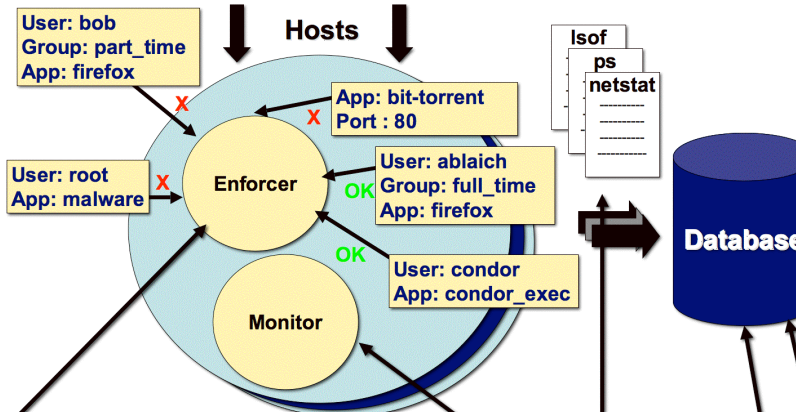 User: bob
Group: part_time
App: firefox
Hosts
lsof
ps
netstat
X
App: bit-torrent
Port : 80
X
User: root
App: malware
X
Enforcer
User: ablaich
Group: full_time
App: firefox
OK
OK
User: condor
App: condor_exec
Database
Monitor